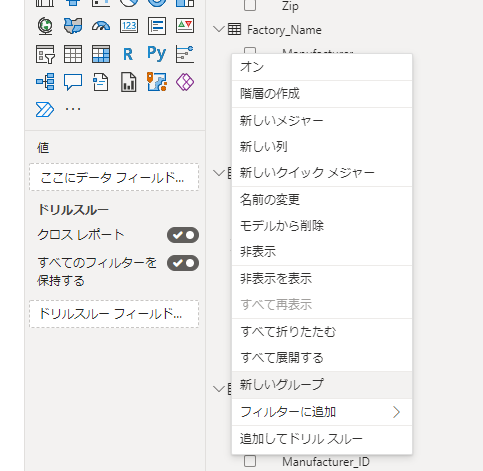 Zip
Factory_Name
Manufacturer
R
Py
値
ここにデータ フィールド...
ドリルスルー
クロス レポート
すべてのフィルターを
保持する
ドリルスルー フィールド...
オン
階層の作成
新しいメジャー
新しい列
新しいクイック メジャー
名前の変更
モデルから削除
非表示
非表示を表示
すべて再表示
すべて折りたたむ
すべて展開する
新しいグループ
フィルターに追加
追加してドリル スルー
Manufacturer_ID